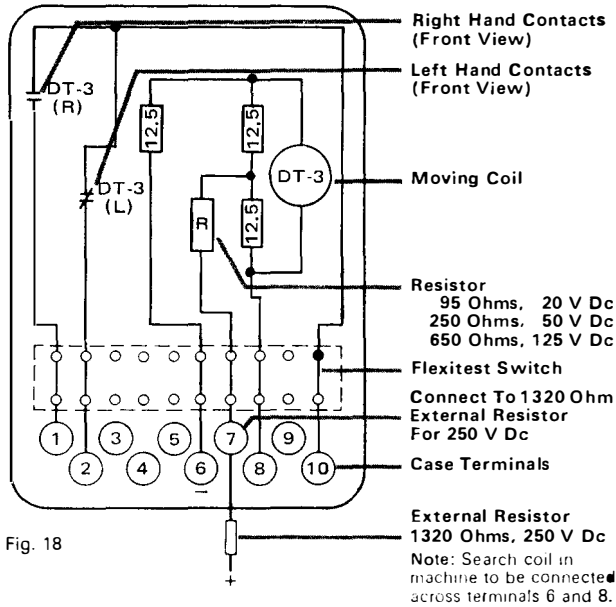 Right Hand Contacts
(Front View)
Left Hand Contacts
(Front View)
DT-3
(R)
DT-3
(L)
12.5
12.5
12.5
R
DT-3
Moving Coil
Resistor
95 Ohms, 20 V Dc
250 Ohms, 50 V Dc
650 Ohms, 125 V Dc
Flexitest Switch
Connect To 1320 Ohm
External Resistor
For 250 V Dc
Case Terminals
1
2
3
4
5
6
7
8
9
10
−
+
External Resistor
1320 Ohms, 250 V Dc
Note: Search coil in
machine to be connected
across terminals 6 and 8.
Fig. 18